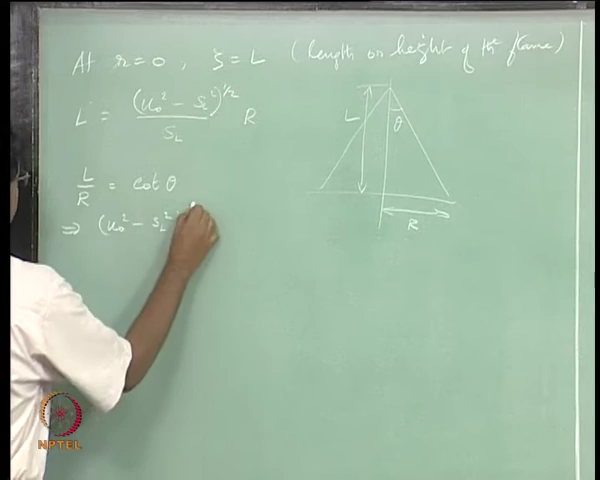 At r = 0 , ζ = L (length or height of the flame)
L = (u₀² − S_L²)^1/2 / S_L R
L/R = cot θ
⇒ (u₀² − S_L²
L
θ
R
NPTEL